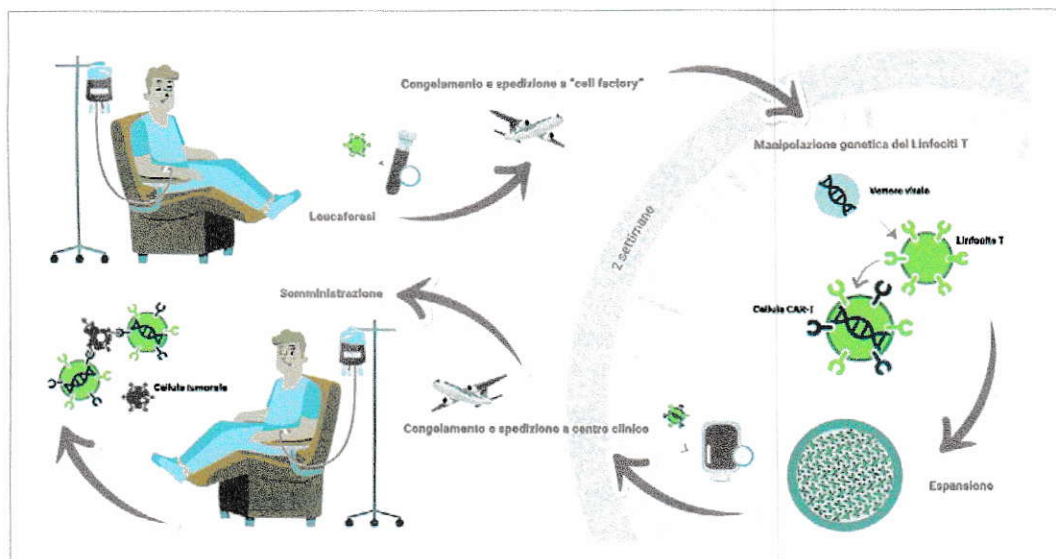 Congelamento e spedizione a "cell factory"
Leucaferesi
Manipolazione genetica dei Linfociti T
Vettore virale
Linfocita T
Cellula CAR-T
2 settimane
Somministrazione
Cellula tumorale
Congelamento e spedizione a centro clinico
Espansione